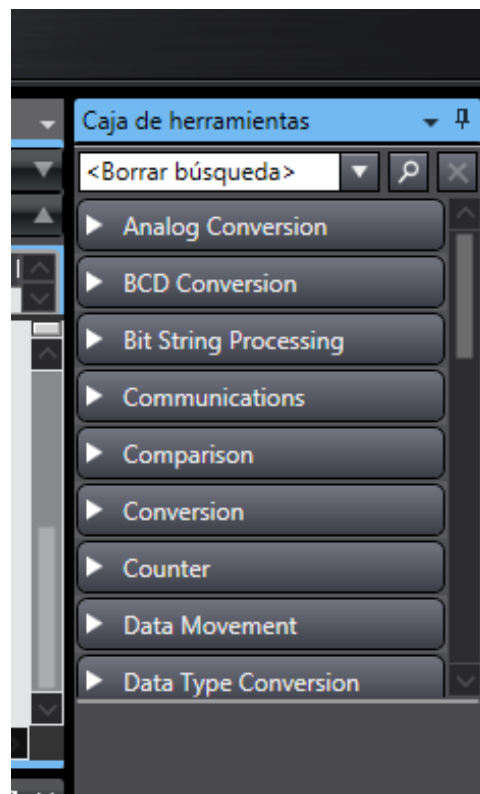 Caja de herramientas
<Borrar búsqueda>
Analog Conversion
BCD Conversion
Bit String Processing
Communications
Comparison
Conversion
Counter
Data Movement
Data Type Conversion